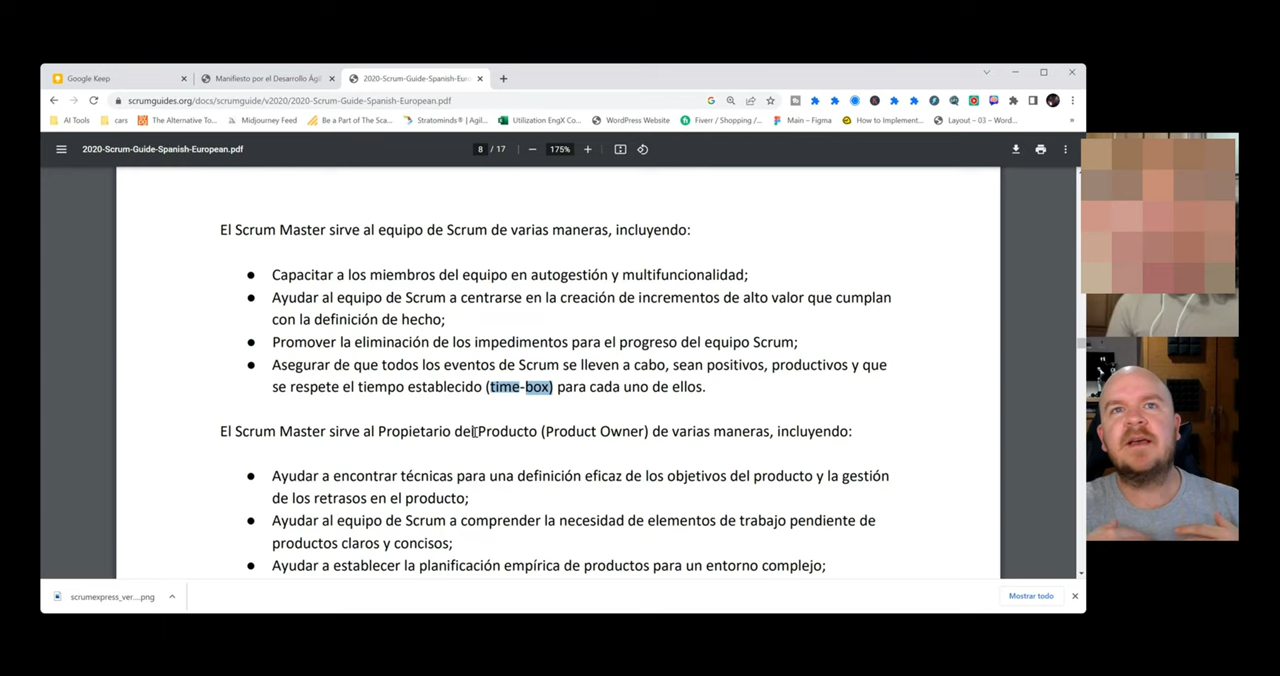 Google Keep
Manifiesto por el Desarrollo Ágil
2020-Scrum-Guide-Spanish-Euro
scrumguides.org/docs/scrumguide/v2020/2020-Scrum-Guide-Spanish-European.pdf
AI Tools cars The Alternative To... Midjourney Feed Be a Part of The Sca... Stratominds ® | Agil... Utilization EngX Co... WordPress Website Fiverr / Shopping /... Main – Figma How to Implement... Layout – 03 – Word... »
2020-Scrum-Guide-Spanish-European.pdf 8 / 17 — 175% +
El Scrum Master sirve al equipo de Scrum de varias maneras, incluyendo:
● Capacitar a los miembros del equipo en autogestión y multifuncionalidad;
● Ayudar al equipo de Scrum a centrarse en la creación de incrementos de alto valor que cumplan
con la definición de hecho;
● Promover la eliminación de los impedimentos para el progreso del equipo Scrum;
● Asegurar de que todos los eventos de Scrum se lleven a cabo, sean positivos, productivos y que
se respete el tiempo establecido (time-box) para cada uno de ellos.
El Scrum Master sirve al Propietario del Producto (Product Owner) de varias maneras, incluyendo:
● Ayudar a encontrar técnicas para una definición eficaz de los objetivos del producto y la gestión
de los retrasos en el producto;
● Ayudar al equipo de Scrum a comprender la necesidad de elementos de trabajo pendiente de
productos claros y concisos;
● Ayudar a establecer la planificación empírica de productos para un entorno complejo;
scrumexpress_ver....png
Mostrar todo